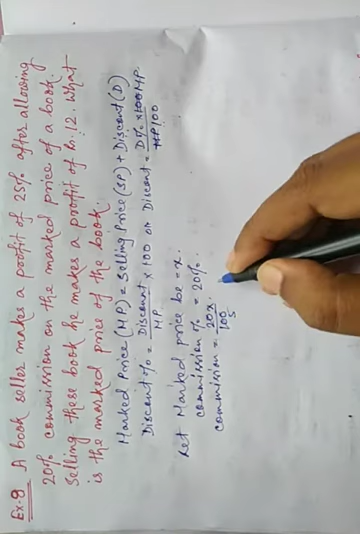 Ex-8 A book seller makes a profit of 25% after allowing
20% commission on the marked price of a book.
Selling these book he makes a profit of Rs. 12. What
is the marked price of the book.
Marked Price (MP) = Selling Price (SP) + Discount (D)
Discount % = Discount / MP × 100 or Discount = D% × MP / 100
Let Marked price be = x.
commission % = 20%.
commission = 20x / 100 5